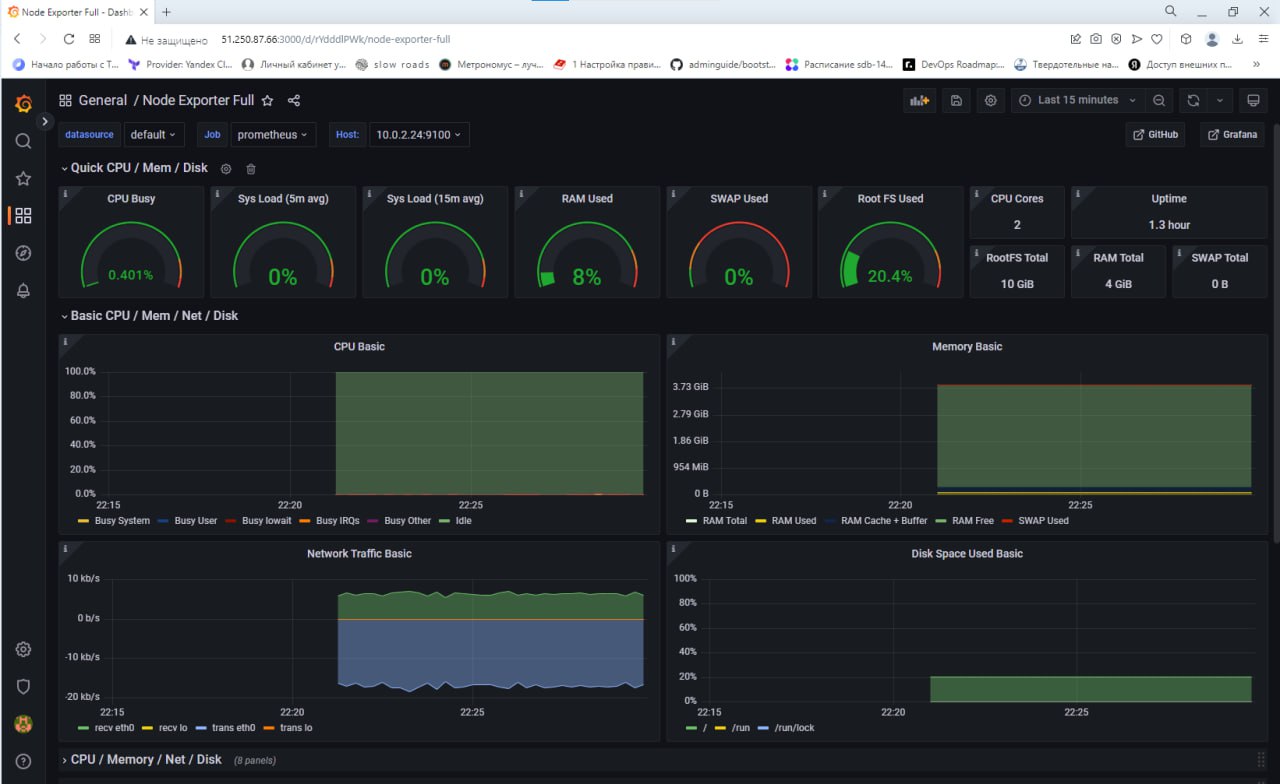 Node Exporter Full - Dashb
Не защищено 51.250.87.66:3000/d/rYdddlPWk/node-exporter-full
Начало работы с Т... Provider: Yandex Cl... Личный кабинет у... slow roads Метрономус – луч... 1 Настройка прави... adminguide/bootst... Расписание sdb-14... DevOps Roadmap:... Твердотельные на... Доступ внешних п... »
General / Node Exporter Full Last 15 minutes
datasource default Job prometheus Host: 10.0.2.24:9100 GitHub Grafana
Quick CPU / Mem / Disk
CPU Busy
0.401%
Sys Load (5m avg)
0%
Sys Load (15m avg)
0%
RAM Used
8%
SWAP Used
0%
Root FS Used
20.4%
CPU Cores
2
Uptime
1.3 hour
RootFS Total
10 GiB
RAM Total
4 GiB
SWAP Total
0 B
Basic CPU / Mem / Net / Disk
CPU Basic
100.0%
80.0%
60.0%
40.0%
20.0%
0.0%
22:15 22:20 22:25
Busy System Busy User Busy Iowait Busy IRQs Busy Other Idle
Memory Basic
3.73 GiB
2.79 GiB
1.86 GiB
954 MiB
0 B
22:15 22:20 22:25
RAM Total RAM Used RAM Cache + Buffer RAM Free SWAP Used
Network Traffic Basic
10 kb/s
0 b/s
-10 kb/s
-20 kb/s
22:15 22:20 22:25
recv eth0 recv lo trans eth0 trans lo
Disk Space Used Basic
100%
80%
60%
40%
20%
0%
22:15 22:20 22:25
/ /run /run/lock
CPU / Memory / Net / Disk (8 panels)